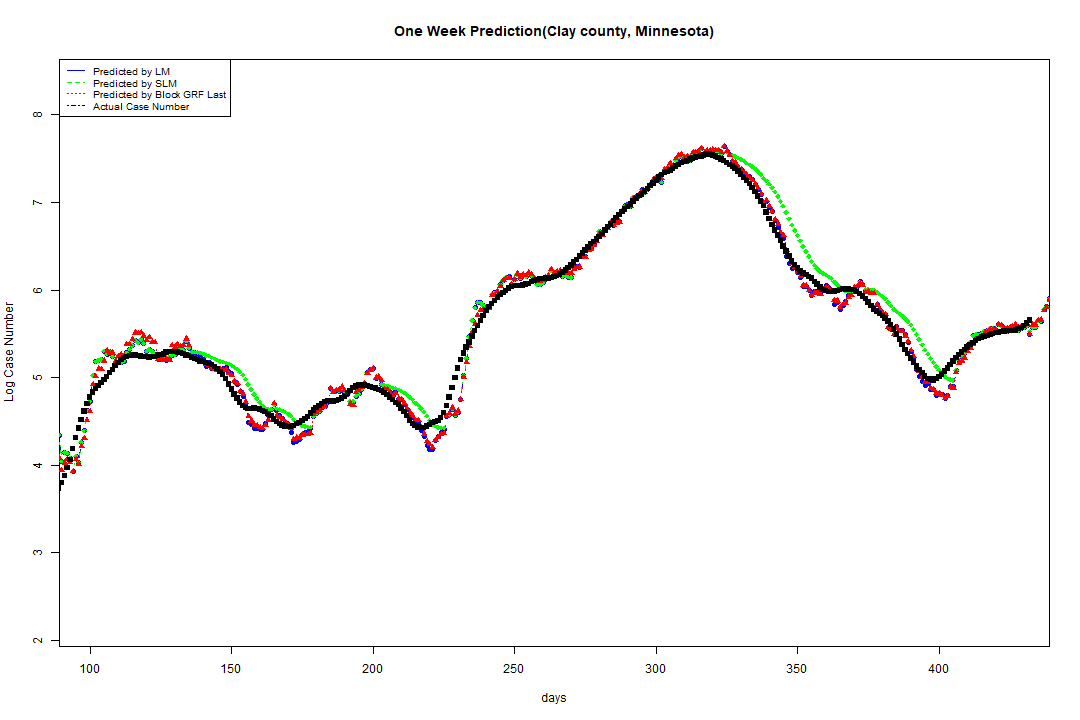 One Week Prediction(Clay county, Minnesota)
Predicted by LM
Predicted by SLM
Predicted by Block GRF Last
Actual Case Number
8
7
6
5
4
3
2
Log Case Number
100 150 200 250 300 350 400
days